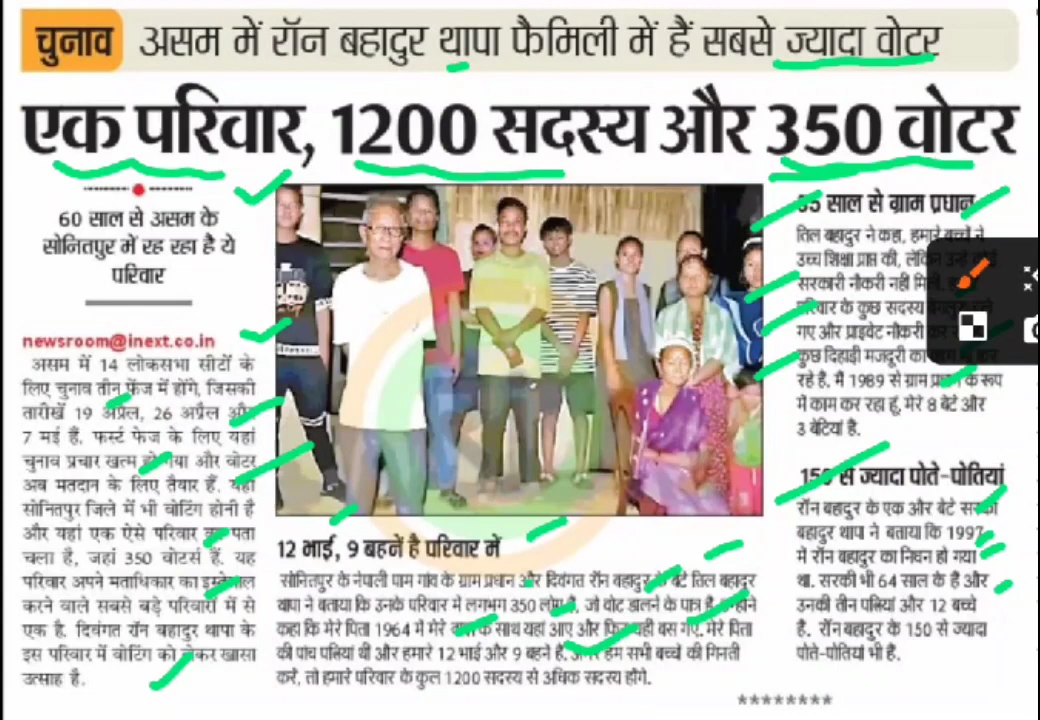 चुनाव असम में रॉन बहादुर थापा फैमिली में हैं सबसे ज्यादा वोटर
एक परिवार, 1200 सदस्य और 350 वोटर
60 साल से असम के
सोनितपुर में रह रहा है ये
परिवार
newsroom@inext.co.in
असम में 14 लोकसभा सीटों के
लिए चुनाव तीन फेज में होंगे, जिसकी
तारीखें 19 अप्रैल, 26 अप्रैल और
7 मई हैं. फर्स्ट फेज के लिए यहां
चुनाव प्रचार खत्म हो गया और वोटर
अब मतदान के लिए तैयार हैं. यहां
सोनितपुर जिले में भी वोटिंग होनी है
और यहां एक ऐसे परिवार का पता
चला है, जहां 350 वोटर्स हैं. यह
परिवार अपने मताधिकार का इस्तेमाल
करने वाले सबसे बड़े परिवारों में से
एक है. दिवंगत रॉन बहादुर थापा के
इस परिवार में वोटिंग को लेकर खासा
उत्साह है.
12 भाई, 9 बहनें है परिवार में
सोनितपुर के नेपाली पाम गांव के ग्राम प्रधान और दिवंगत रॉन बहादुर के बेटे तिल बहादुर
थापा ने बताया कि उनके परिवार में लगभग 350 लोग हैं, जो वोट डालने के पात्र हैं. उन्होंने
कहा कि मेरे पिता 1964 में मेरे दादा के साथ यहां आए और फिर यहीं बस गए. मेरे पिता
की पांच पत्नियां थी और हमारे 12 भाई और 9 बहनें है. अगर हम सभी बच्चे की गिनती
करें, तो हमारे परिवार के कुल 1200 सदस्य से अधिक सदस्य होंगे.
साल से ग्राम प्रधान
तिल बहादुर ने कहा, हमारे बच्चों ने
उच्च शिक्षा प्राप्त की, लेकिन
सरकारी नौकरी नहीं मिली.
परिवार के कुछ सदस्य
गए और प्राइवेट नौकरी कर
कुछ दिहाड़ी मजदूरी का
रहे हैं. मैं 1989 से ग्राम प्रधान के रूप
में काम कर रहा हूं. मेरे 8 बेटे और
3 बेटियां है.
150 से ज्यादा पोते-पोतियां
रॉन बहादुर के एक और बेटे सरकी
बहादुर थापा ने बताया कि 1997
में रॉन बहादुर का निधन हो गया
था. सरकी भी 64 साल के हैं और
उनकी तीन पत्नियां और 12 बच्चे
है. रॉन बहादुर के 150 से ज्यादा
पोते-पोतियां भी हैं.
********